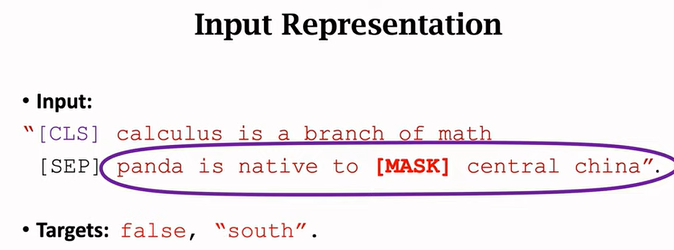 Input Representation
• Input:
“[CLS] calculus is a branch of math
[SEP] panda is native to [MASK] central china”.
• Targets: false, “south”.